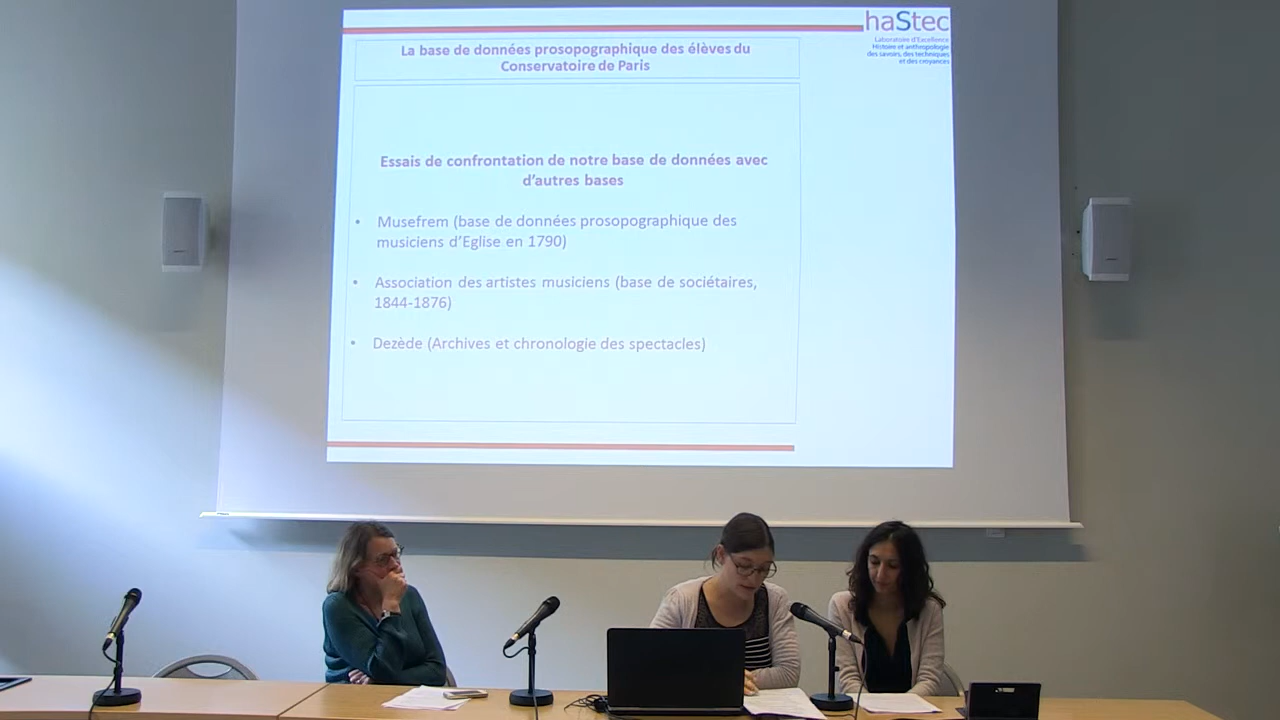 haStec
Laboratoire d'Excellence
Histoire et anthropologie
des savoirs, des techniques
et des croyances
La base de données prosopographique des élèves du
Conservatoire de Paris
Essais de confrontation de notre base de données avec
d'autres bases
• Musefrem (base de données prosopographique des
musiciens d'Eglise en 1790)
• Association des artistes musiciens (base de sociétaires,
1844-1876)
• Dezède (Archives et chronologie des spectacles)